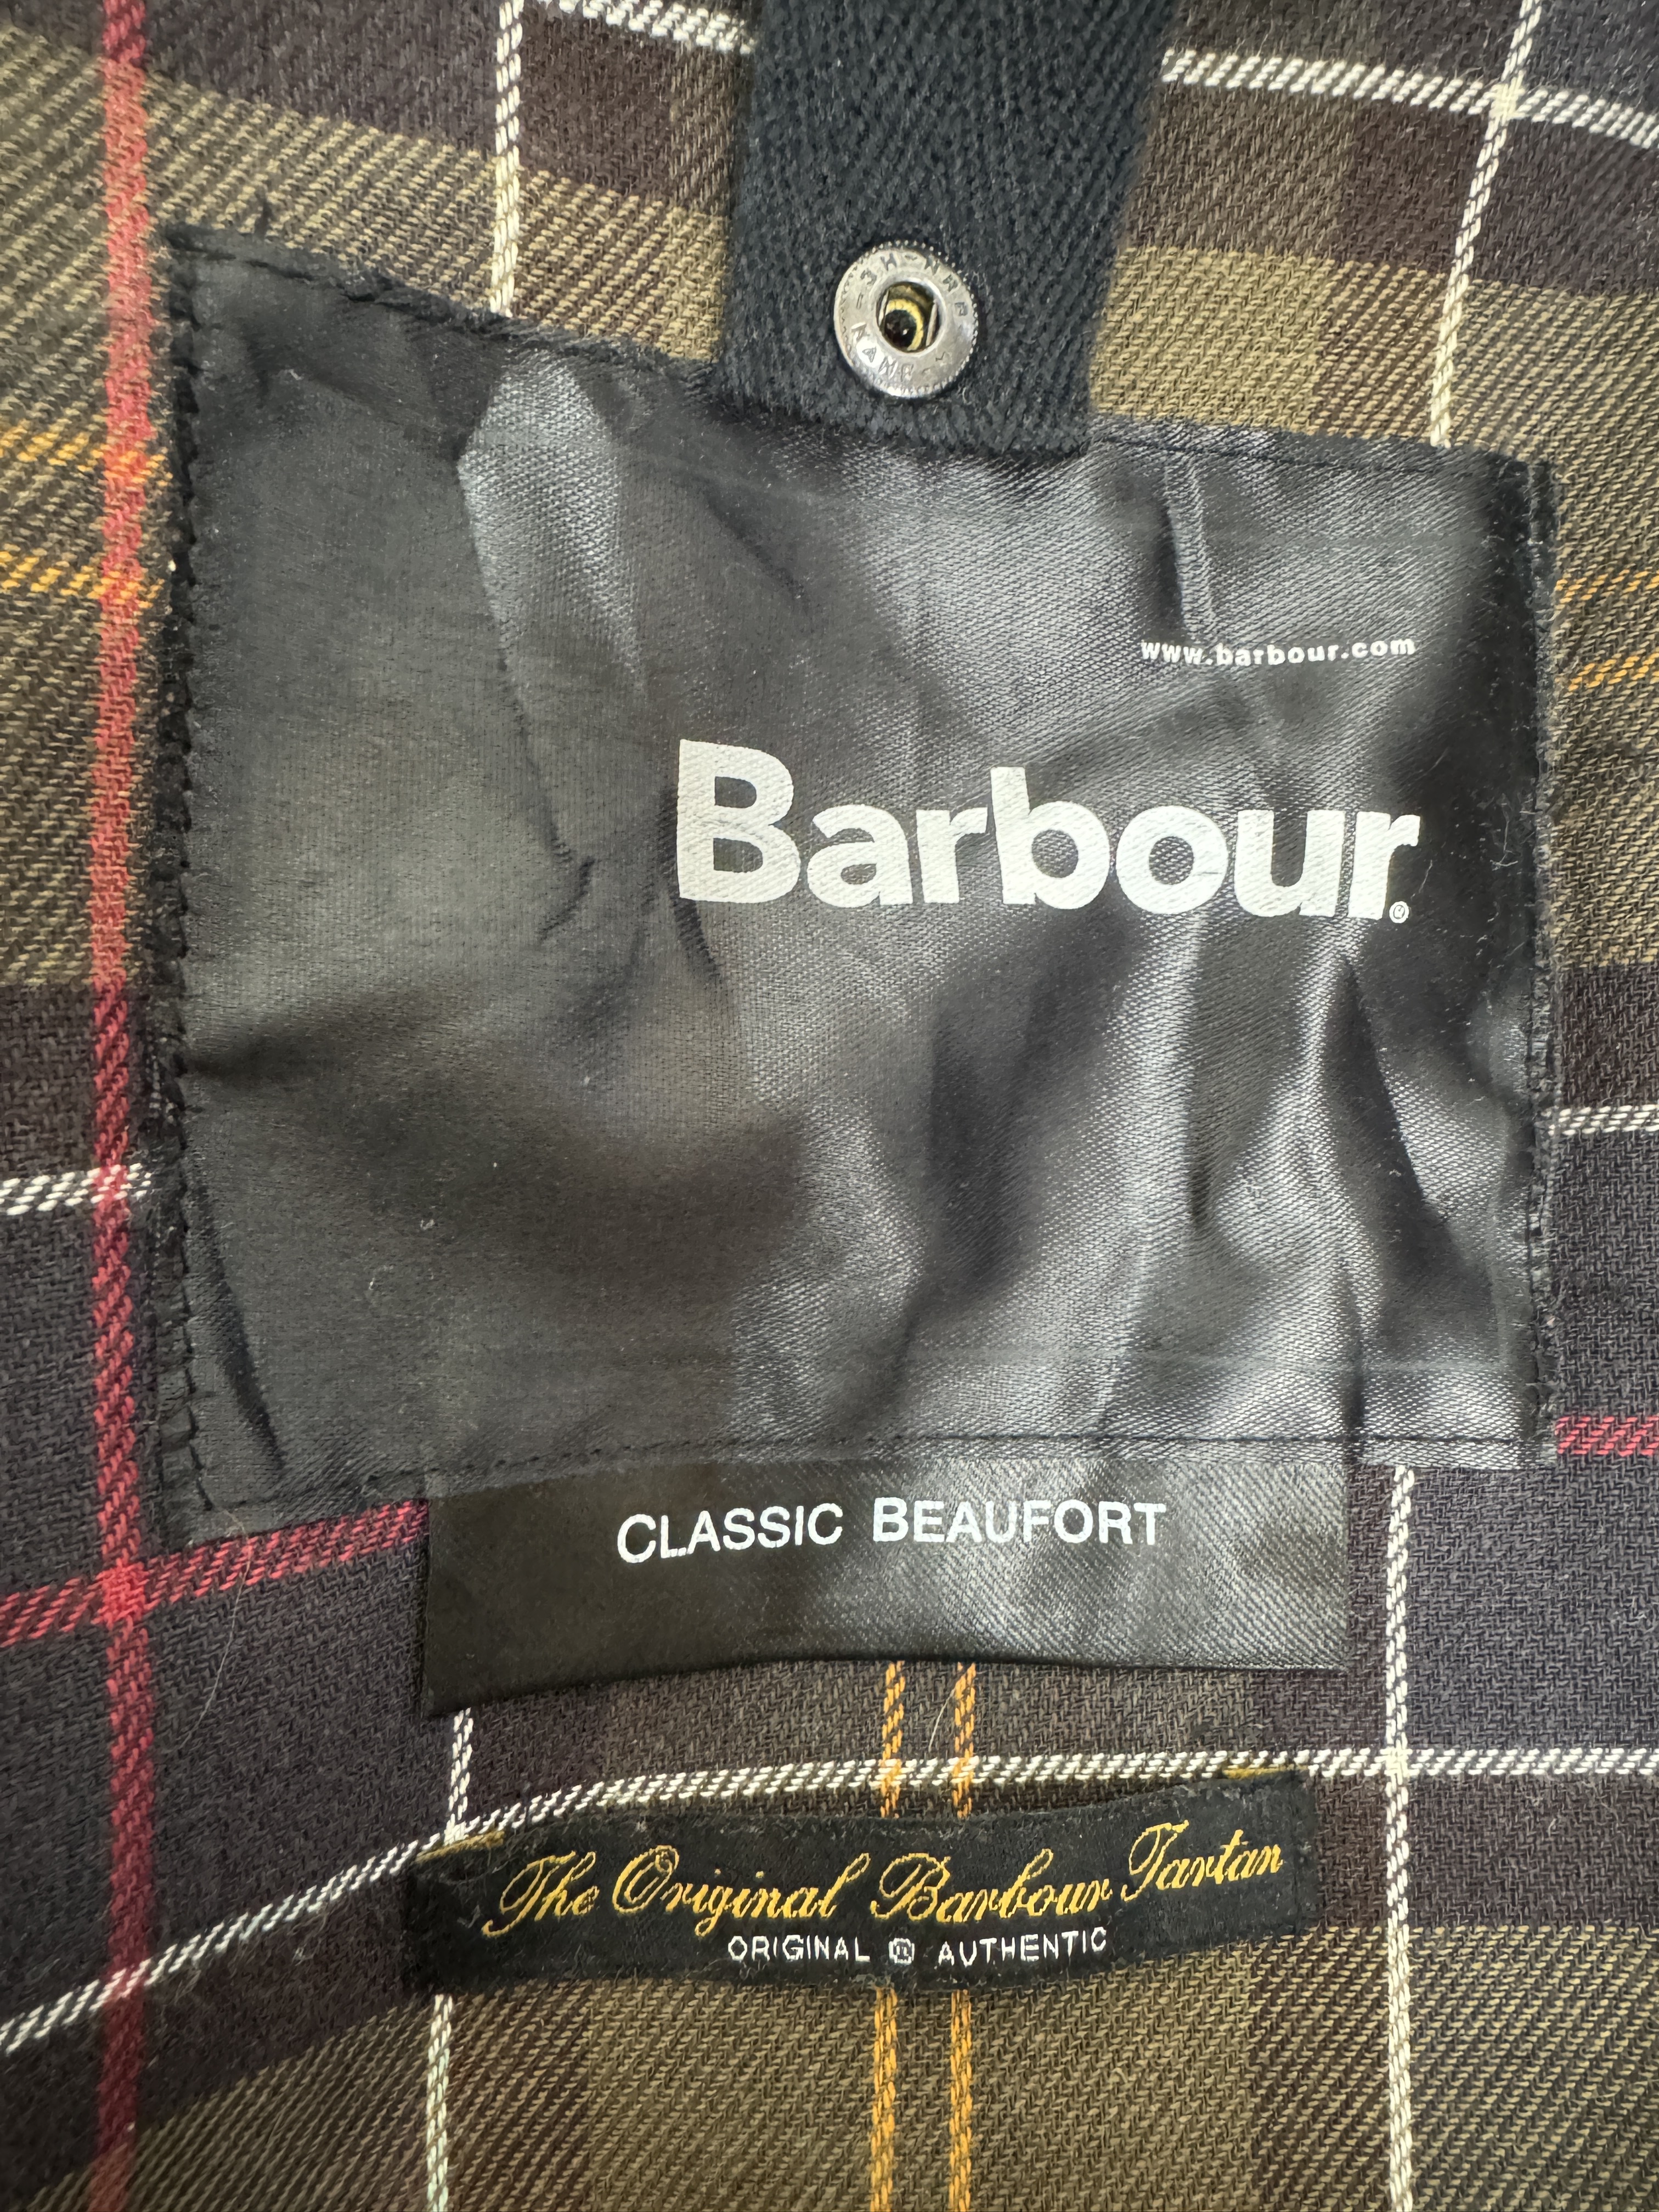 www.barbour.com
Barbour®
CLASSIC BEAUFORT
The Original Barbour Tartan
ORIGINAL ® AUTHENTIC